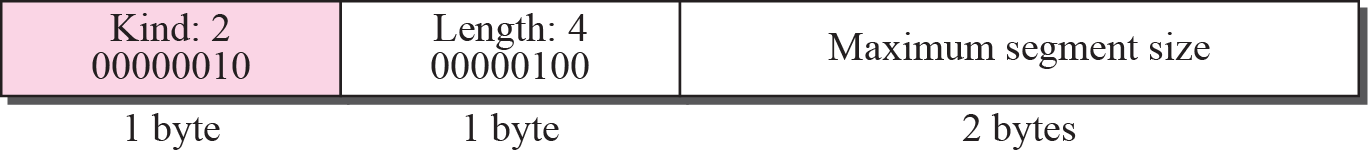 Kind: 2
00000010
Length: 4
00000100
Maximum segment size
1 byte
1 byte
2 bytes